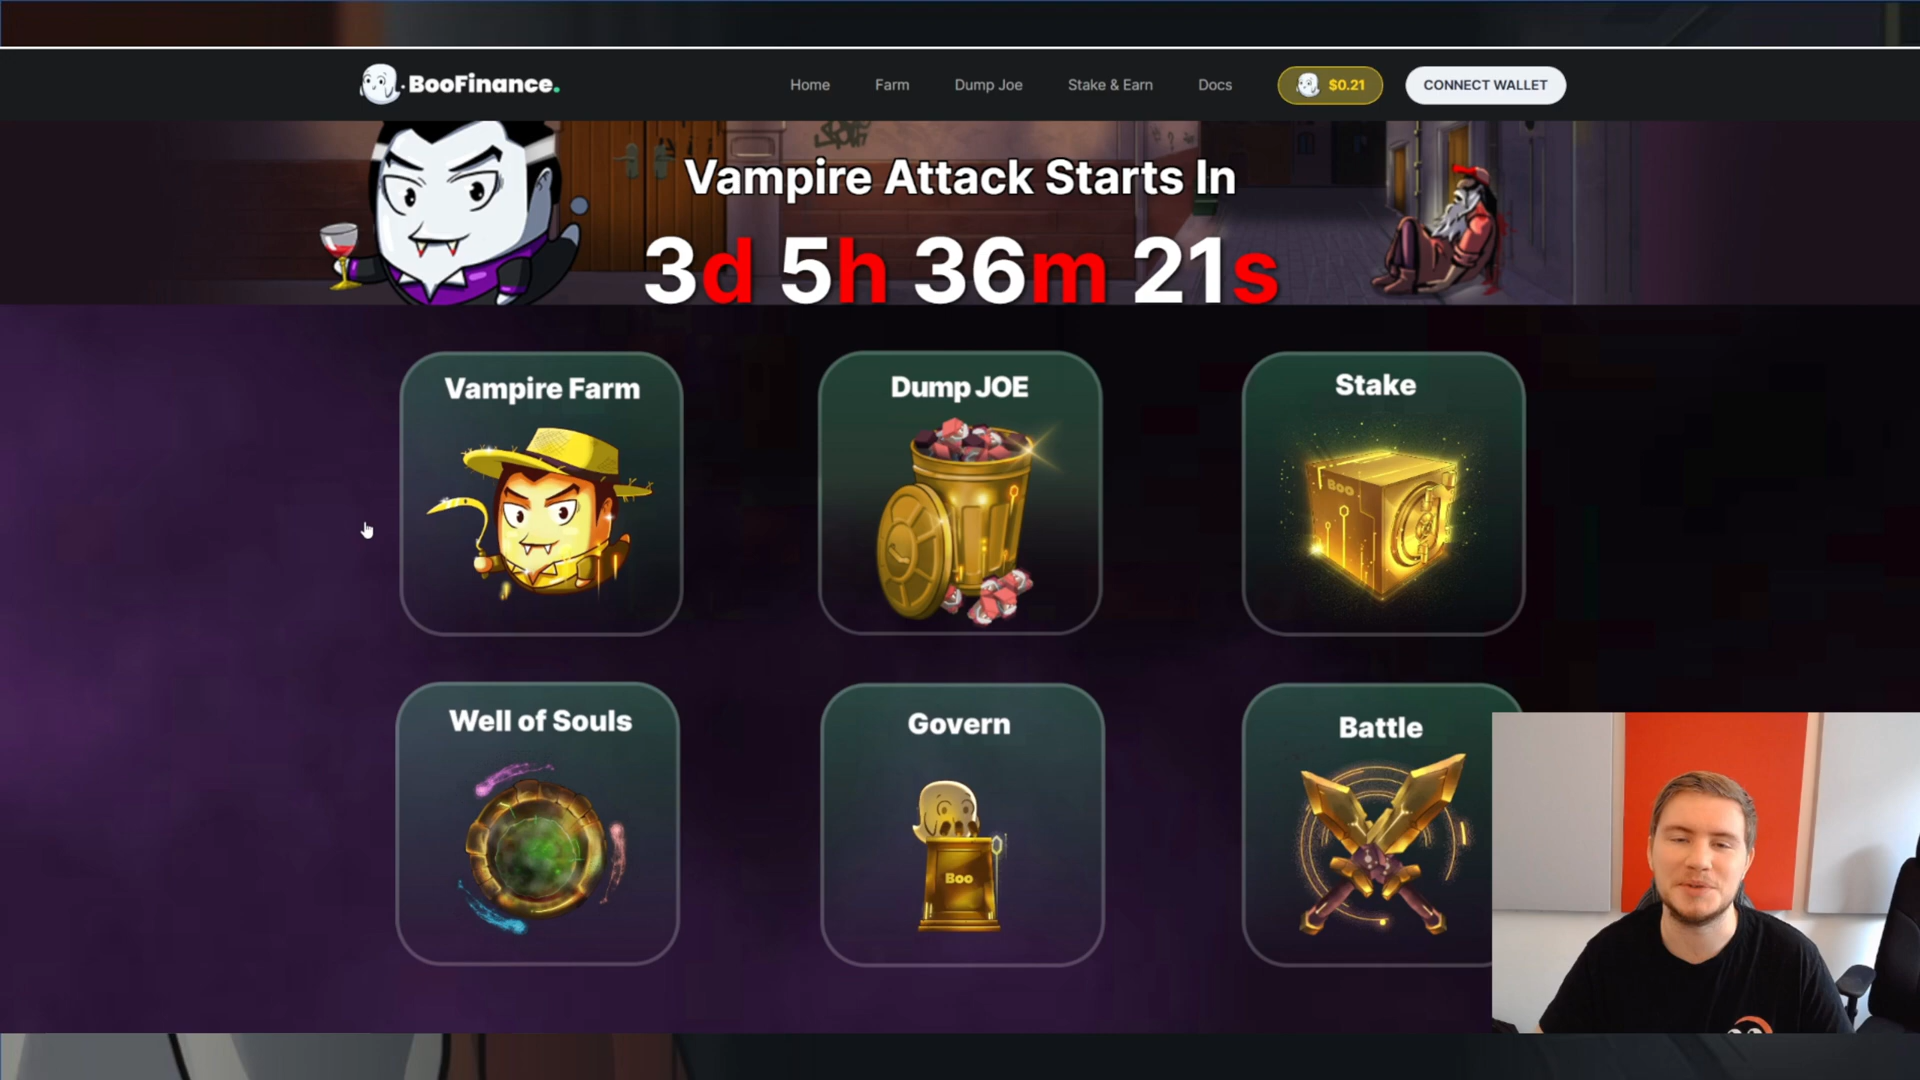 BooFinance.
Home
Farm
Dump Joe
Stake & Earn
Docs
$0.21
CONNECT WALLET
Vampire Attack Starts In
3d 5h 36m 21s
Vampire Farm
Dump JOE
Stake
Boo
Well of Souls
Govern
Battle
Boo